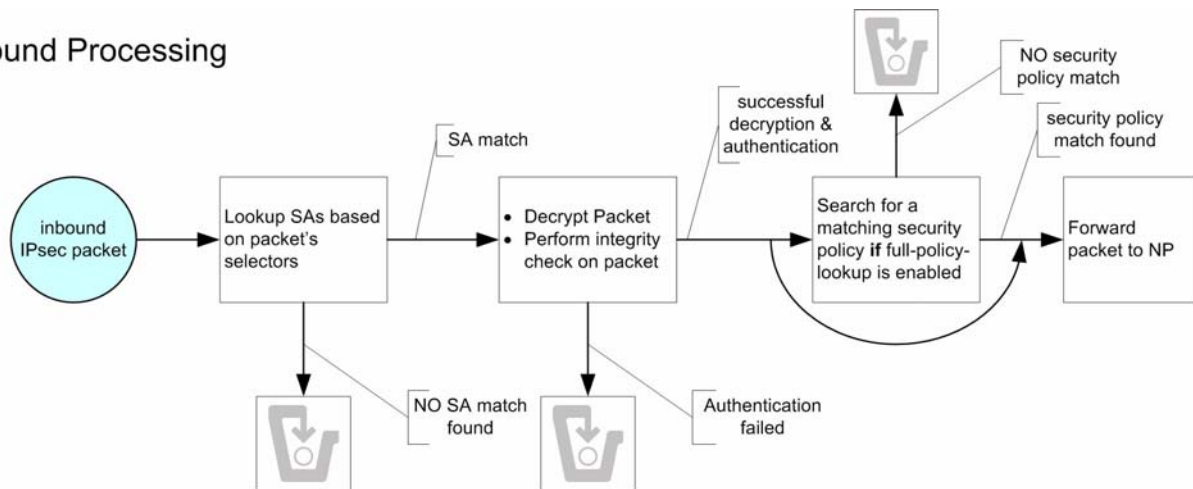 ound Processing
inbound
IPsec packet
Lookup SAs based
on packet's
selectors
SA match
NO SA match
found
• Decrypt Packet
• Perform integrity
check on packet
successful
decryption &
authentication
Authentication
failed
Search for a
matching security
policy if full-policy-
lookup is enabled
NO security
policy match
security policy
match found
Forward
packet to NP